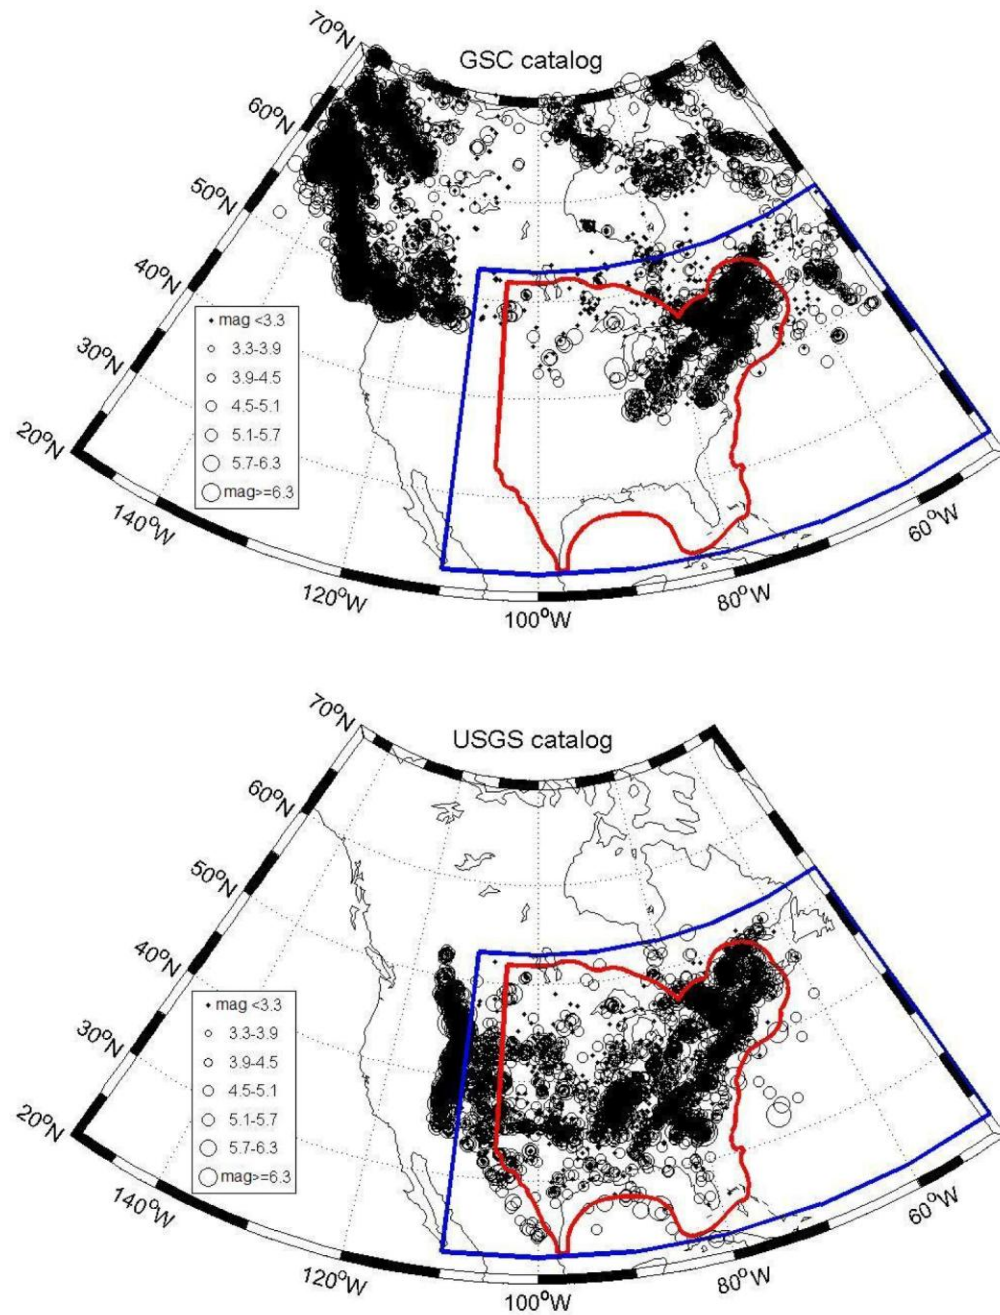 70°N
GSC catalog
60°N
50°N
40°N
mag <3.3
3.3-3.9
30°N
3.9-4.5
4.5-5.1
5.1-5.7
20°N
5.7-6.3
mag>=6.3
140°W
60°W
120°W
80°W
100°W
70°N
USGS catalog
60°N
50°N
40°N
mag <3.3
30°N
3.3-3.9
3.9-4.5
4.5-5.1
20°N
5.1-5.7
5.7-6.3
mag>=6.3
140°W
60°W
120°W
80°W
100°W